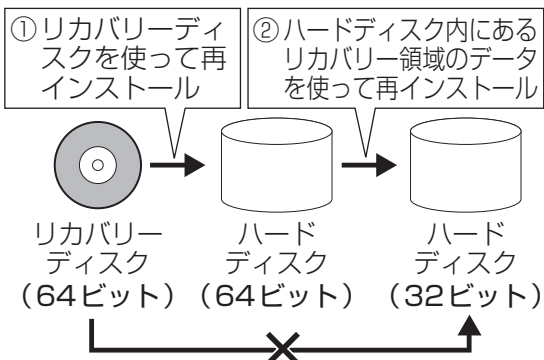 ①リカバリーディ
スクを使って再
インストール
②ハードディスク内にある
リカバリー領域のデータ
を使って再インストール
リカバリー
ディスク
(64ビット)
ハード
ディスク
(64ビット)
ハード
ディスク
(32ビット)